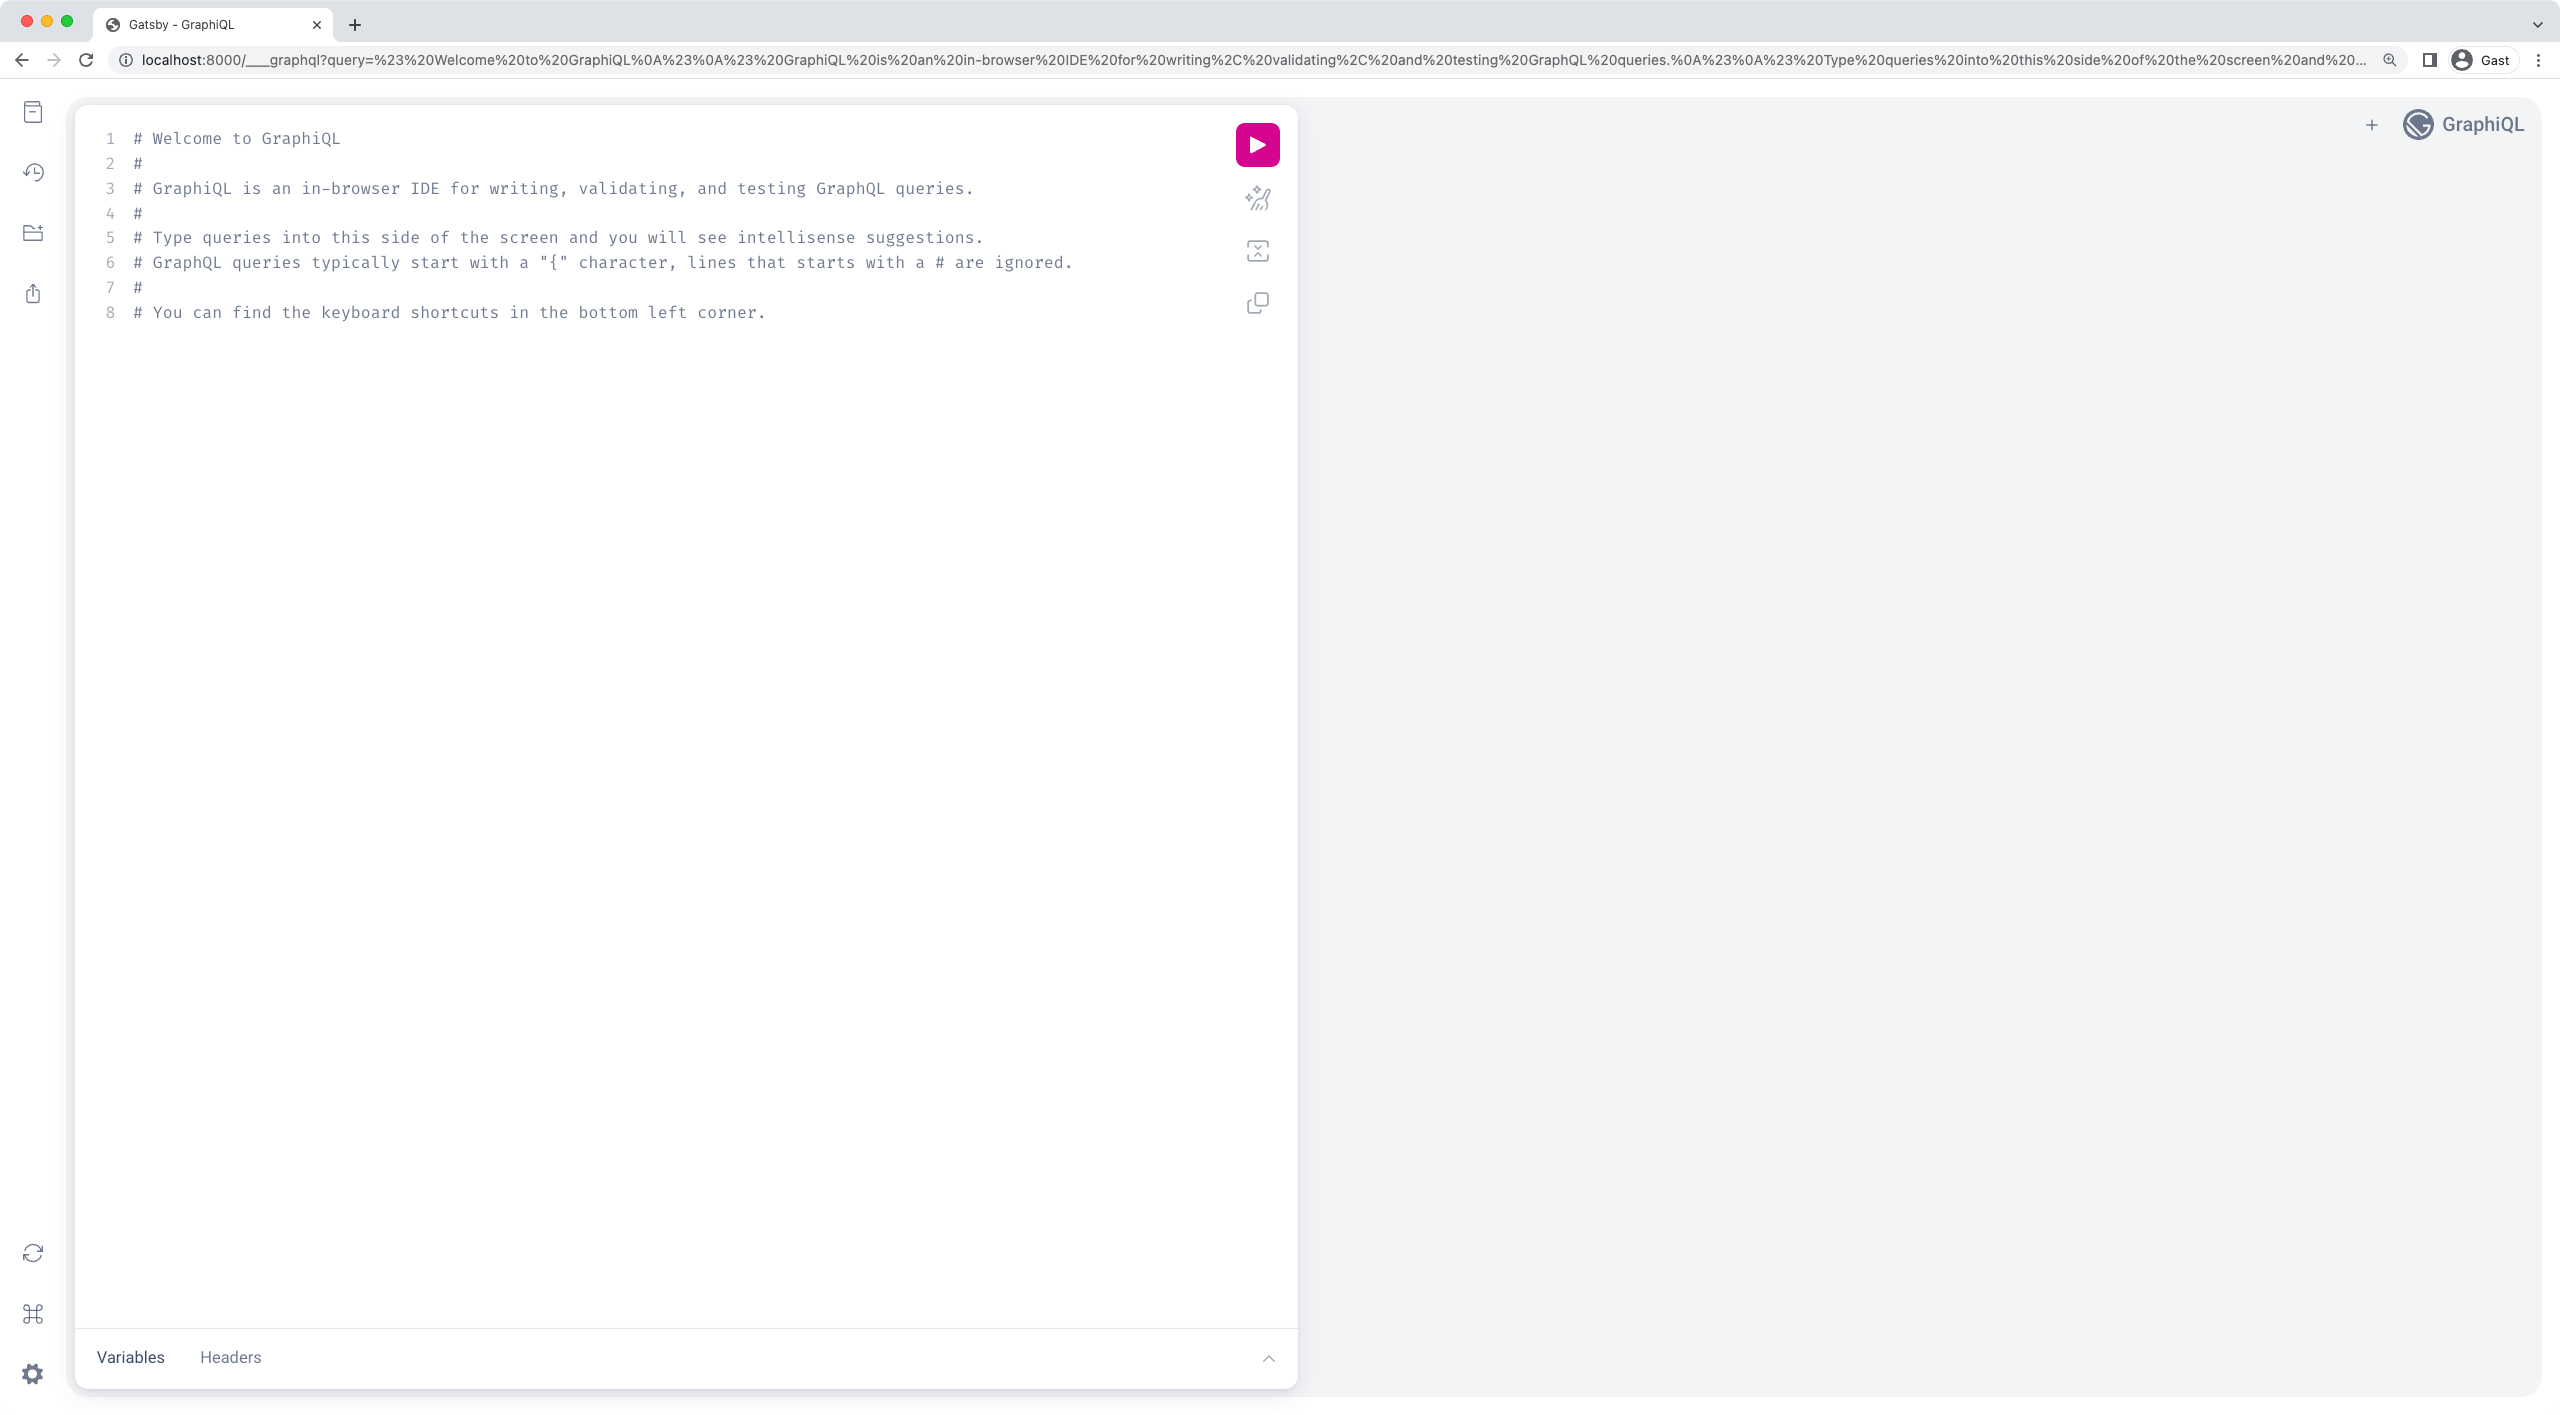 Gatsby - GraphiQL
localhost:8000/___graphql?query=%23%20Welcome%20to%20GraphiQL%0A%23%0A%23%20GraphiQL%20is%20an%20in-browser%20IDE%20for%20writing%2C%20validating%2C%20and%20testing%20GraphQL%20queries.%0A%23%0A%23%20Type%20queries%20into%20this%20side%20of%20the%20screen%20and%20...
Gast
GraphiQL
1 # Welcome to GraphiQL
2 #
3 # GraphiQL is an in-browser IDE for writing, validating, and testing GraphQL queries.
4 #
5 # Type queries into this side of the screen and you will see intellisense suggestions.
6 # GraphQL queries typically start with a "{" character, lines that starts with a # are ignored.
7 #
8 # You can find the keyboard shortcuts in the bottom left corner.
Variables Headers